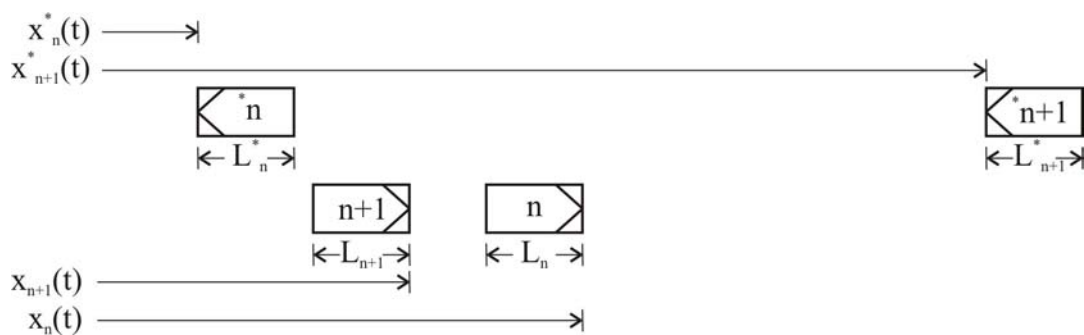 x*n(t)
x*n+1(t)
*n
*n+1
L*n
L*n+1
n+1
n
Ln+1
Ln
xn+1(t)
xn(t)